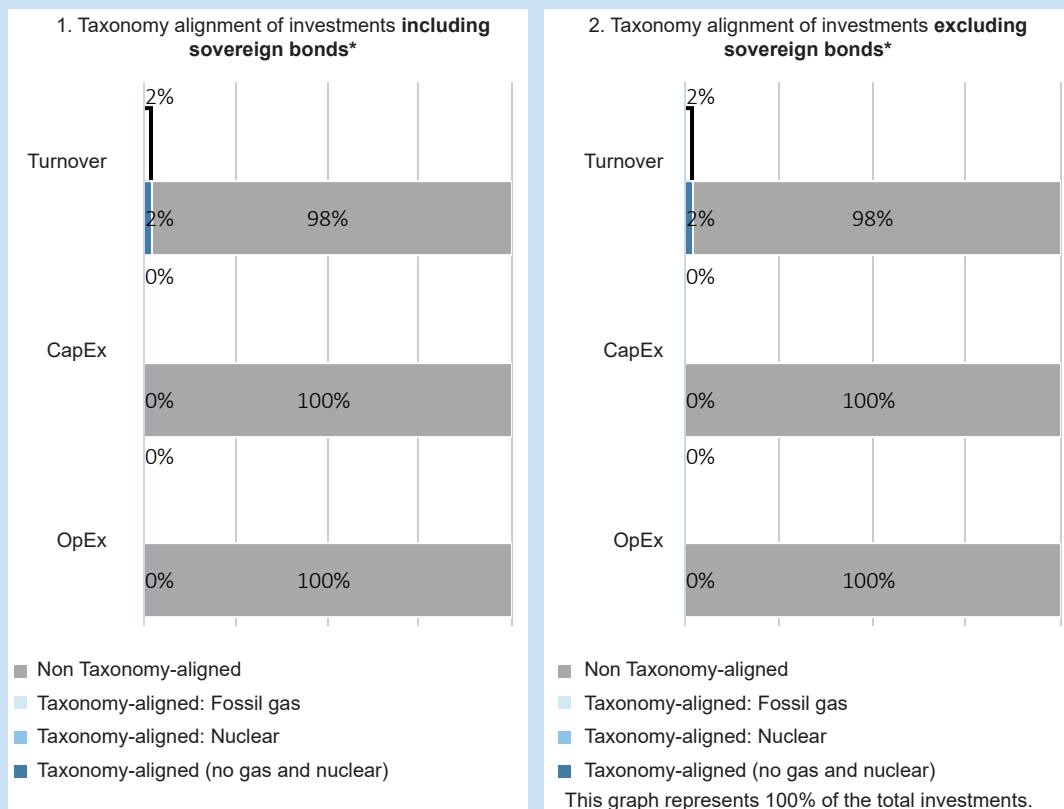 1. Taxonomy alignment of investments including
sovereign bonds*
2%
Turnover
2% 98%
0%
CapEx
0% 100%
0%
OpEx
0% 100%
Non Taxonomy-aligned
Taxonomy-aligned: Fossil gas
Taxonomy-aligned: Nuclear
Taxonomy-aligned (no gas and nuclear)
2. Taxonomy alignment of investments excluding
sovereign bonds*
2%
Turnover
2% 98%
0%
CapEx
0% 100%
0%
OpEx
0% 100%
Non Taxonomy-aligned
Taxonomy-aligned: Fossil gas
Taxonomy-aligned: Nuclear
Taxonomy-aligned (no gas and nuclear)
This graph represents 100% of the total investments.